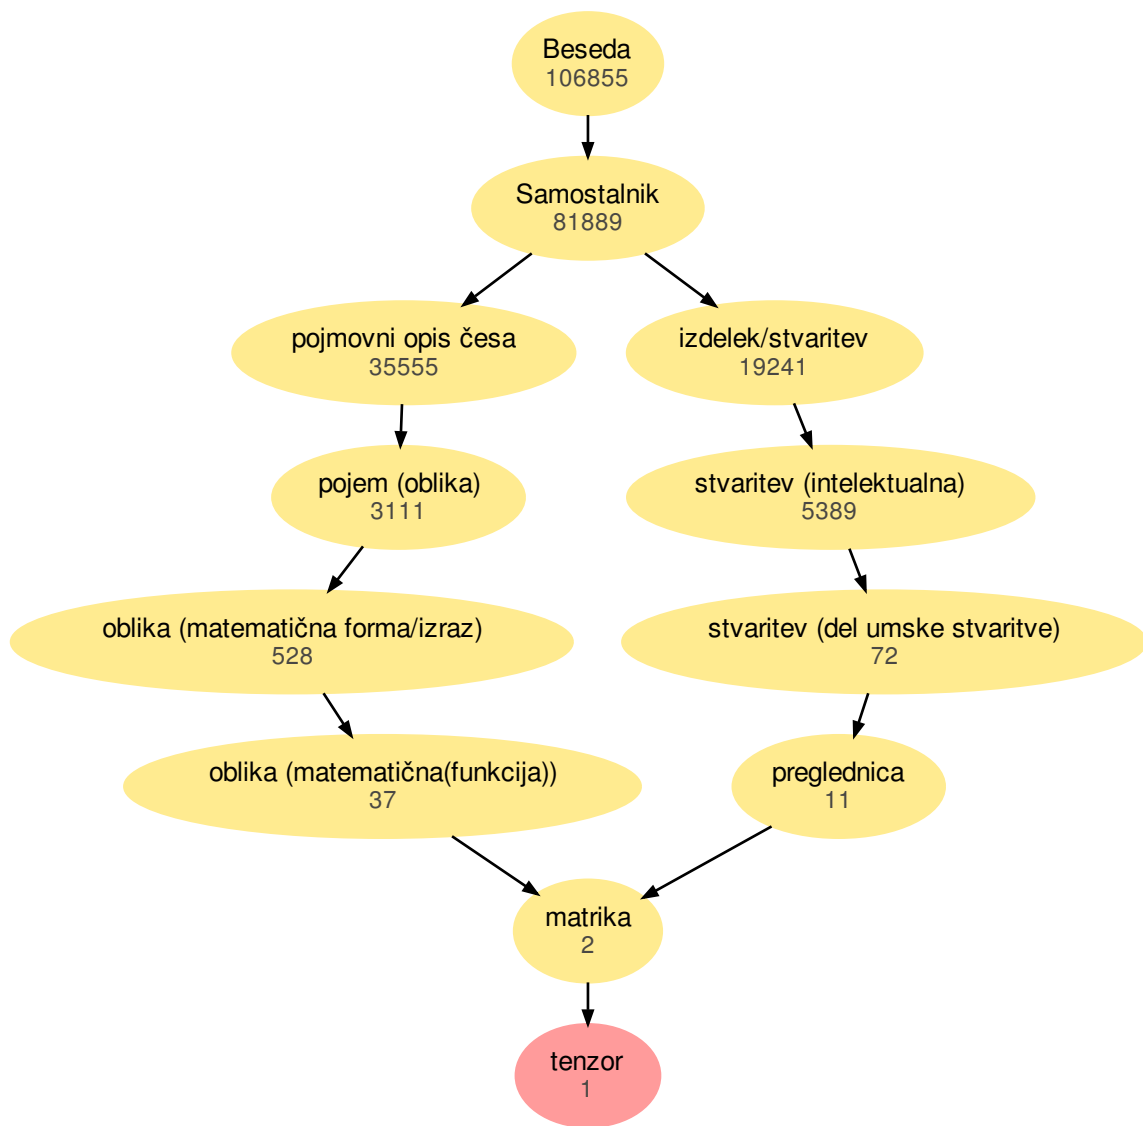 Beseda
106855
Samostalnik
81889
pojmovni opis česa
35555
izdelek/stvaritev
19241
pojem (oblika)
3111
stvaritev (intelektualna)
5389
oblika (matematična forma/izraz)
528
stvaritev (del umske stvaritve)
72
oblika (matematična(funkcija))
37
preglednica
11
matrika
2
tenzor
1